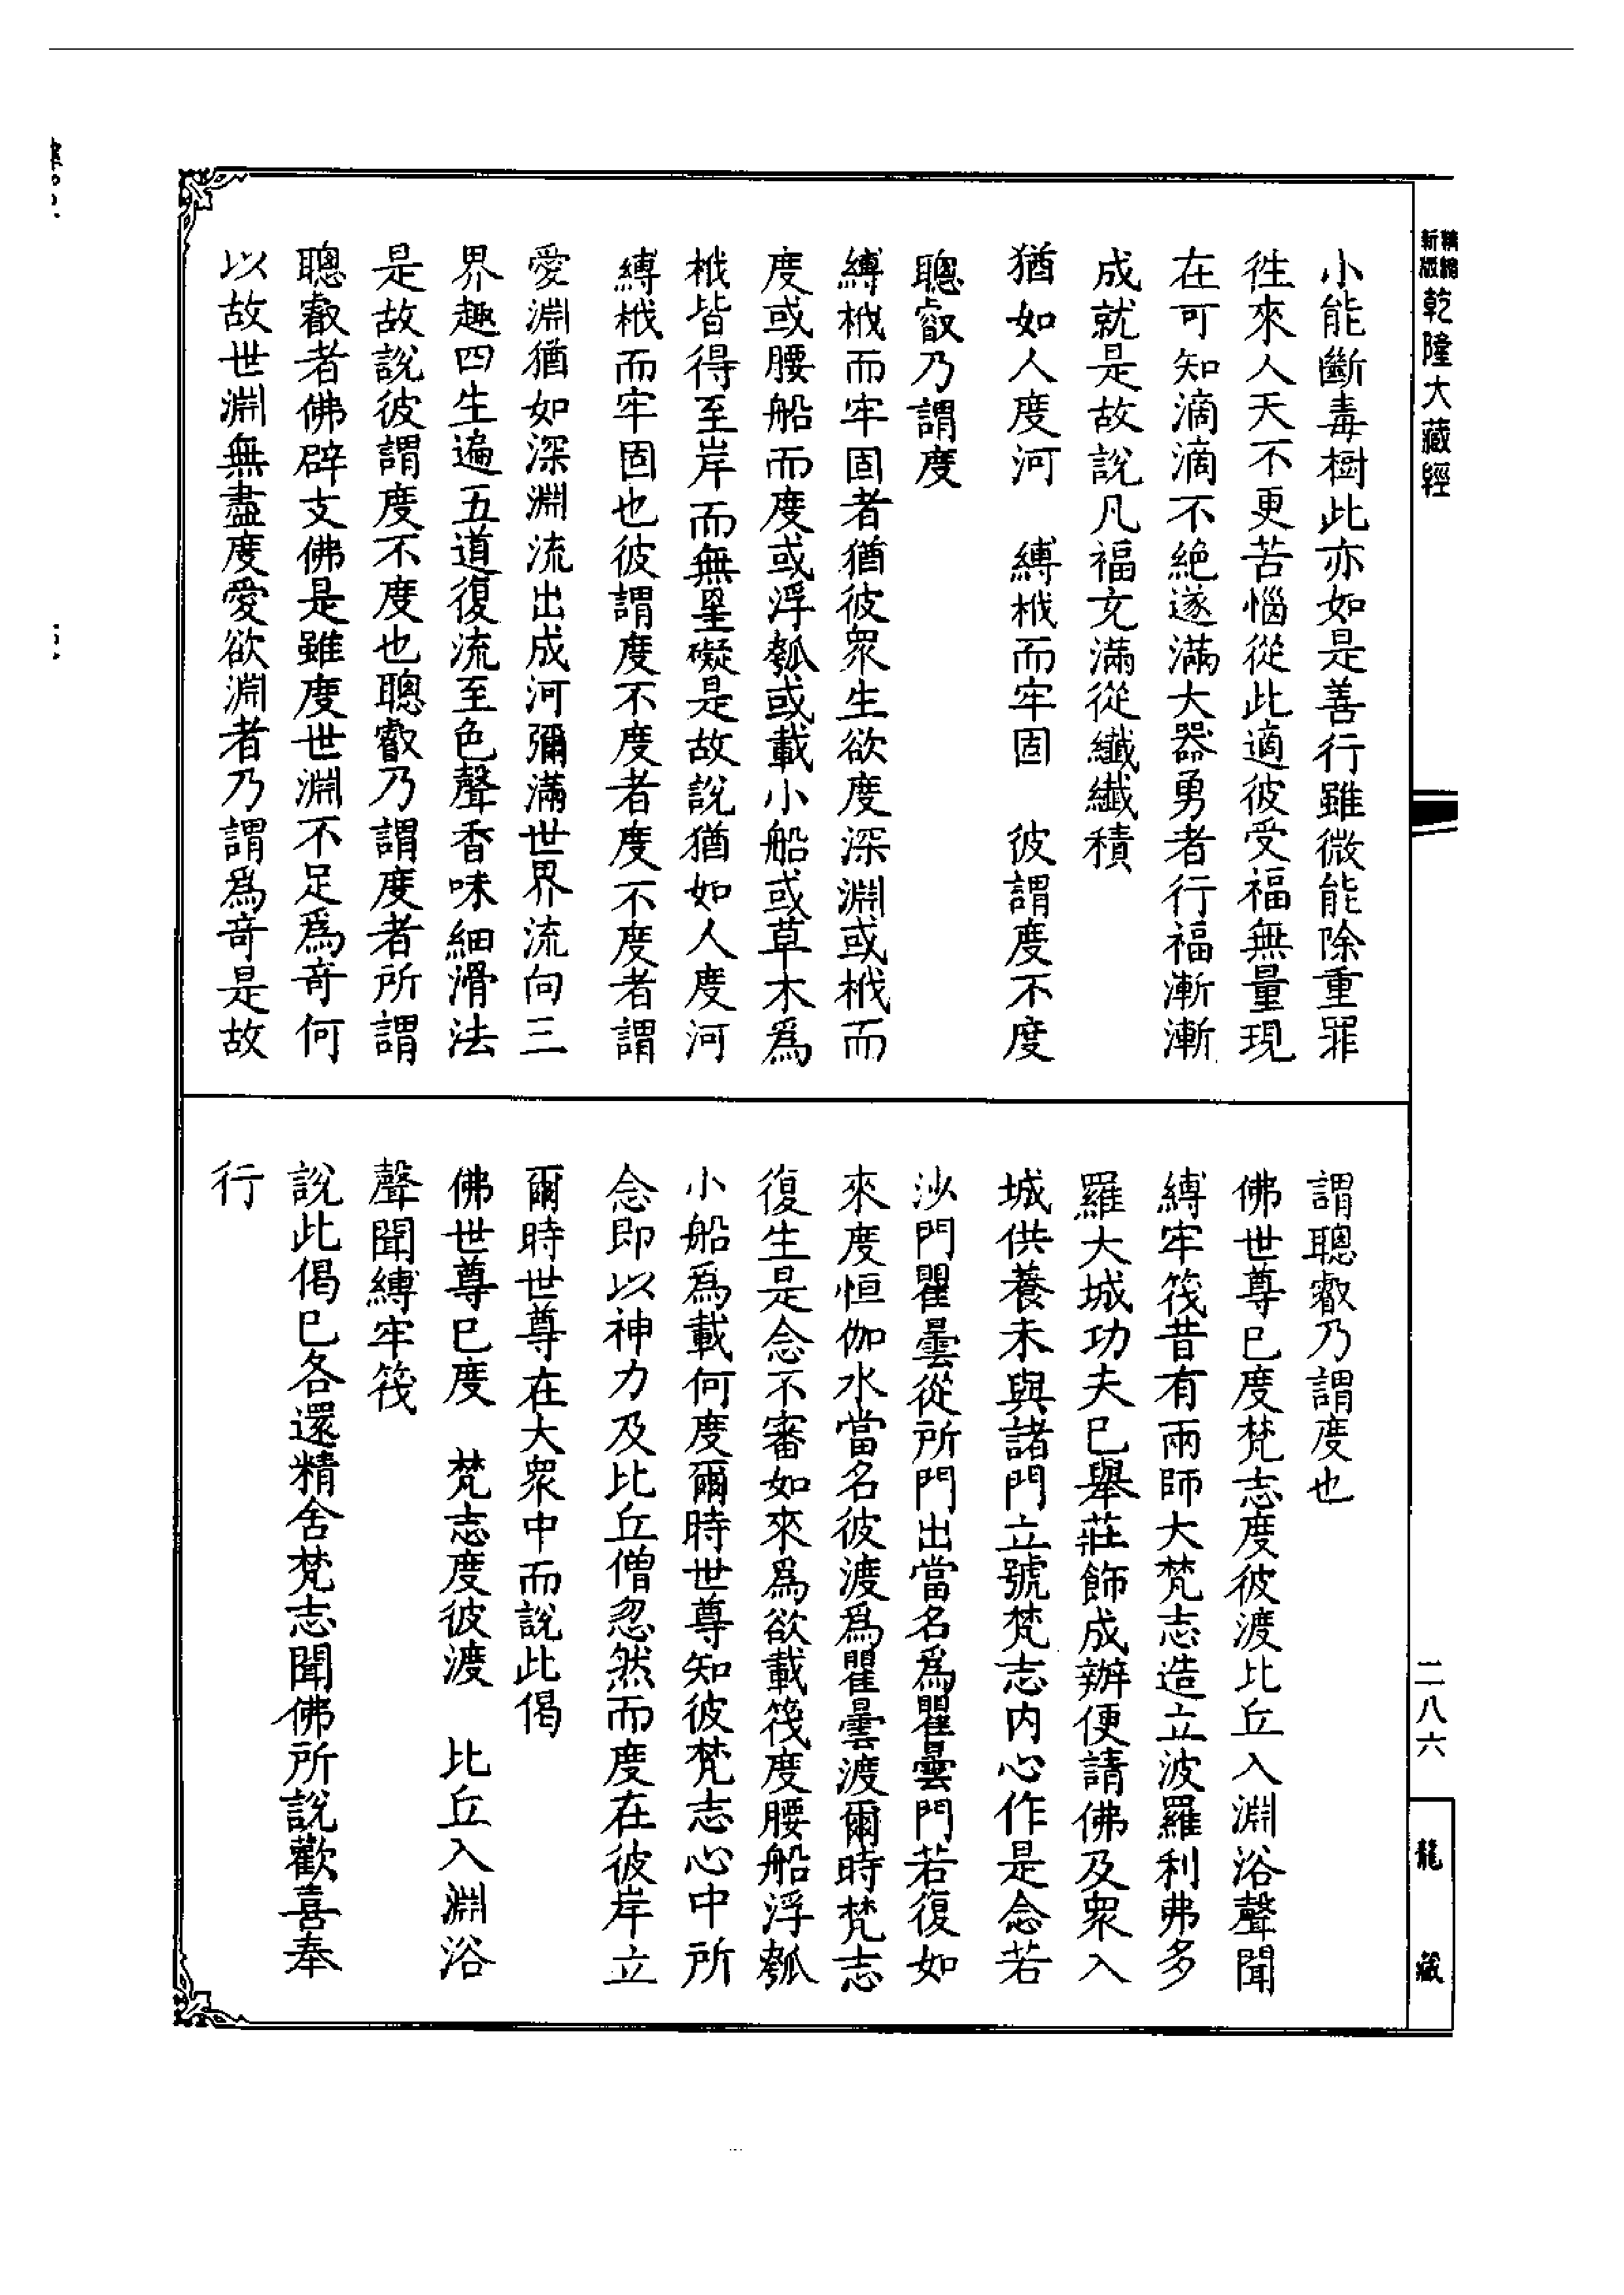 精縮
新版
乾隆大藏經
小能斷毒樹此亦如是善行雖微能除重罪
徃來人天不更苦惱從此適彼受福無量現
在可知滴滴不絕遂滿大器勇者行福漸漸
成就是故說凡福充滿從纖纖積
猶如人度河　縛栰而牢固　彼謂度不度
聰叡乃謂度
縛栰而牢固者猶彼衆生欲度深淵或栰而
度或腰船而度或浮瓠或載小船或草木爲
栰皆得至岸而無罣礙是故說猶如人度河
縛栰而牢固也彼謂度不度者度不度者謂
愛淵猶如深淵流出成河彌滿世界流向三
界趣四生遍五道復流至色聲香味細滑法
是故說彼謂度不度也聰叡乃謂度者所謂
聰叡者佛辟支佛是雖度世淵不足爲奇何
以故世淵無盡度愛欲淵者乃謂爲奇是故
謂聰叡乃謂度也
佛世尊已度梵志度彼渡比丘入淵浴聲聞
縛牢筏昔有兩師大梵志造立波羅利弗多
羅大城功夫已舉莊飾成辦便請佛及衆入
城供養未與諸門立號梵志内心作是念若
沙門瞿曇從所門出當名爲瞿曇門若復如
來度恒伽水當名彼渡爲瞿曇渡爾時梵志
復生是念不審如來爲欲載筏度腰船浮瓠
小船爲載何度爾時世尊知彼梵志心中所
念即以神力及比丘僧忽然而度在彼岸立
爾時世尊在大衆中而說此偈
佛世尊已度　梵志度彼渡　比丘入淵浴
聲聞縛牢筏
說此偈已各還精舍梵志聞佛所說歡喜奉
行
二八六
龍藏